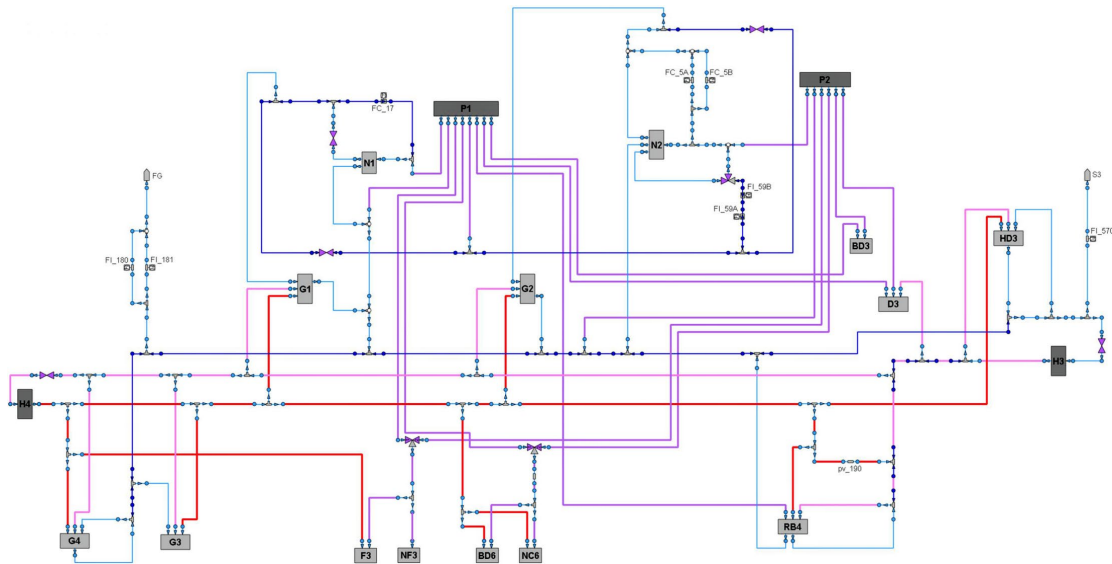 FC_5A
FC_5B
P2
FC_17
P1
N2
N1
FG
S3
FI_59B
FI_59A
FI_570
HD3
BD3
FI_180
FI_181
G1
G2
D3
H3
H4
pv_190
RB4
G4
G3
F3
NF3
BD6
NC6